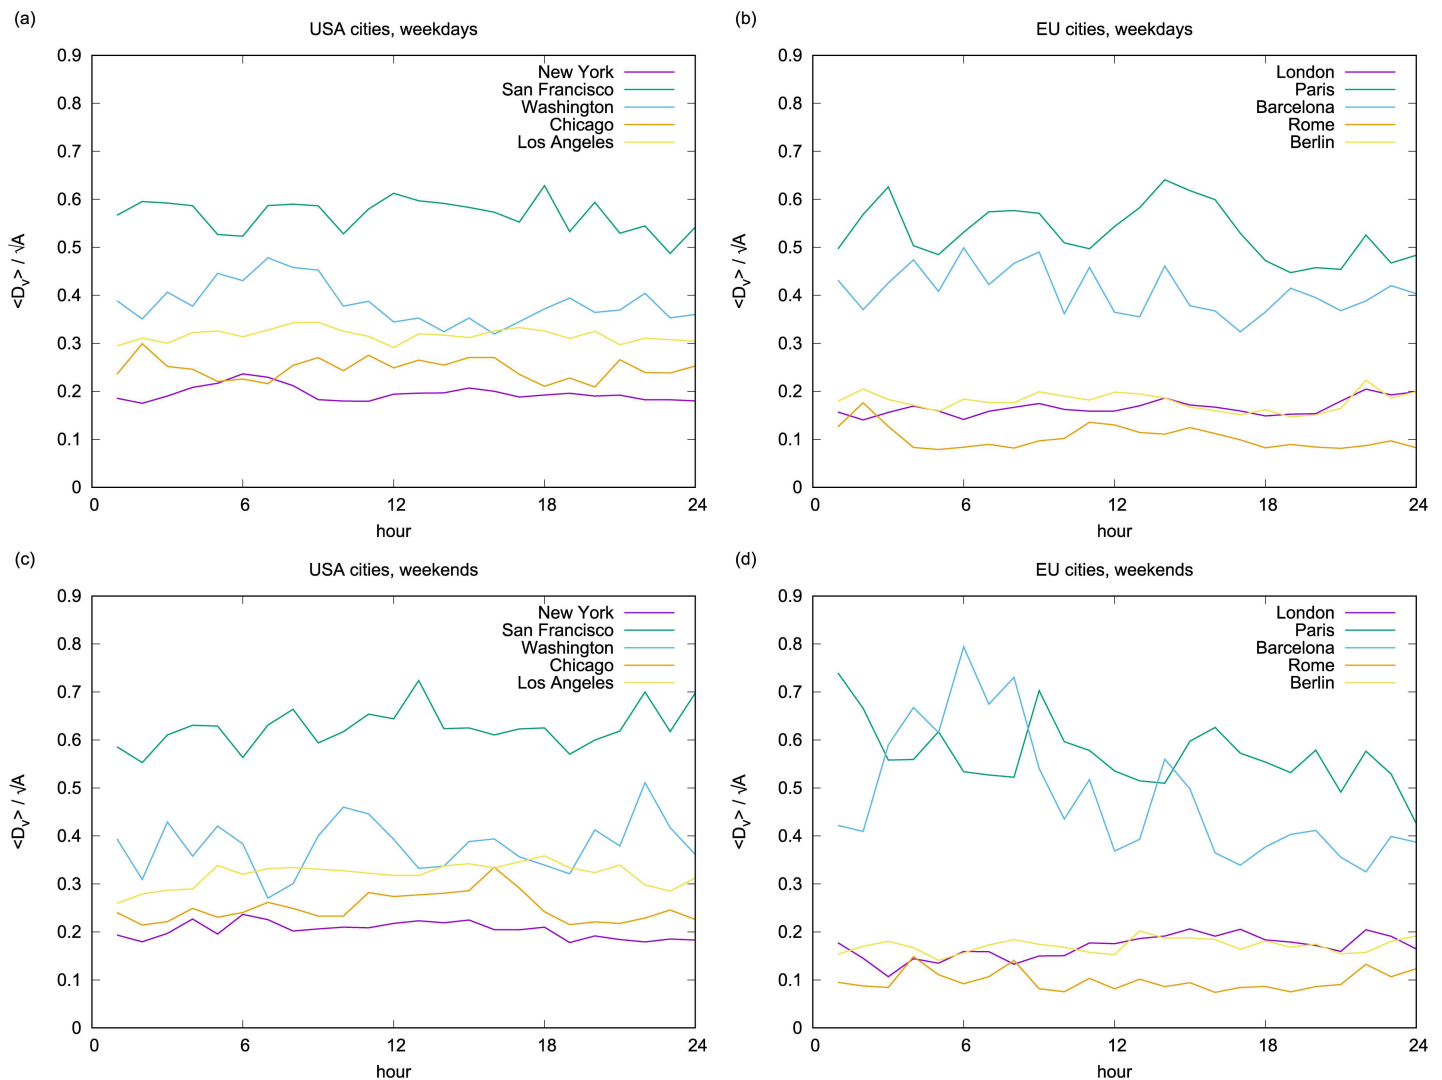 (a)
USA cities, weekdays
0.9
0.8
0.7
0.6
0.5
0.4
0.3
0.2
0.1
0
<D_v> / √A
New York
San Francisco
Washington
Chicago
Los Angeles
0 6 12 18 24
hour
(b)
EU cities, weekdays
0.9
0.8
0.7
0.6
0.5
0.4
0.3
0.2
0.1
0
<D_v> / √A
London
Paris
Barcelona
Rome
Berlin
0 6 12 18 24
hour
(c)
USA cities, weekends
0.9
0.8
0.7
0.6
0.5
0.4
0.3
0.2
0.1
0
<D_v> / √A
New York
San Francisco
Washington
Chicago
Los Angeles
0 6 12 18 24
hour
(d)
EU cities, weekends
0.9
0.8
0.7
0.6
0.5
0.4
0.3
0.2
0.1
0
<D_v> / √A
London
Paris
Barcelona
Rome
Berlin
0 6 12 18 24
hour